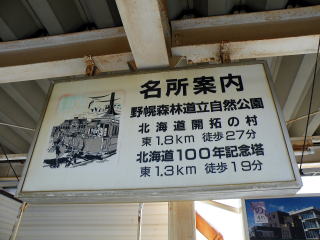 名所案内
野幌森林道立自然公園
北海道開拓の村
東1.8km 徒歩27分
北海道100年記念塔
東1.3km 徒歩19分